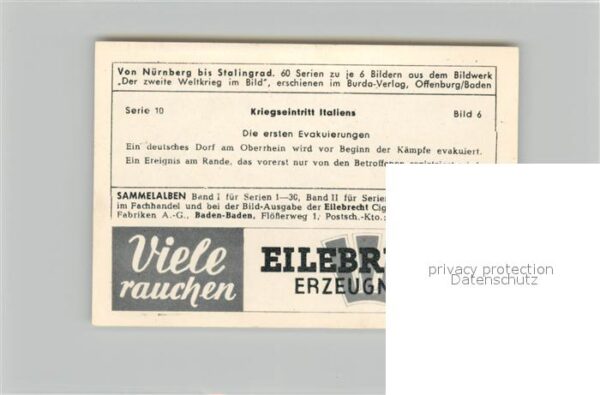 Von Nürnberg bis Stalingrad. 60 Serien zu je 6 Bildern aus dem Bildwerk
„Der zweite Weltkrieg im Bild", erschienen im Burda-Verlag, Offenburg/Baden
Serie 10 Kriegseintritt Italiens Bild 6
Die ersten Evakuierungen
Ein deutsches Dorf am Oberrhein wird vor Beginn der Kämpfe evakuiert.
Ein Ereignis am Rande, das vorerst nur von den Betroffenen
SAMMELALBEN Band I für Serien 1—30, Band II für Serien
im Fachhandel und bei der Bild-Ausgabe der Eilebrecht Cig
Fabriken A.-G., Baden-Baden, Flößerweg 1, Postsch.-Kto.:
Viele
rauchen
EILEBR
ERZEUGN
privacy protection
Datenschutz